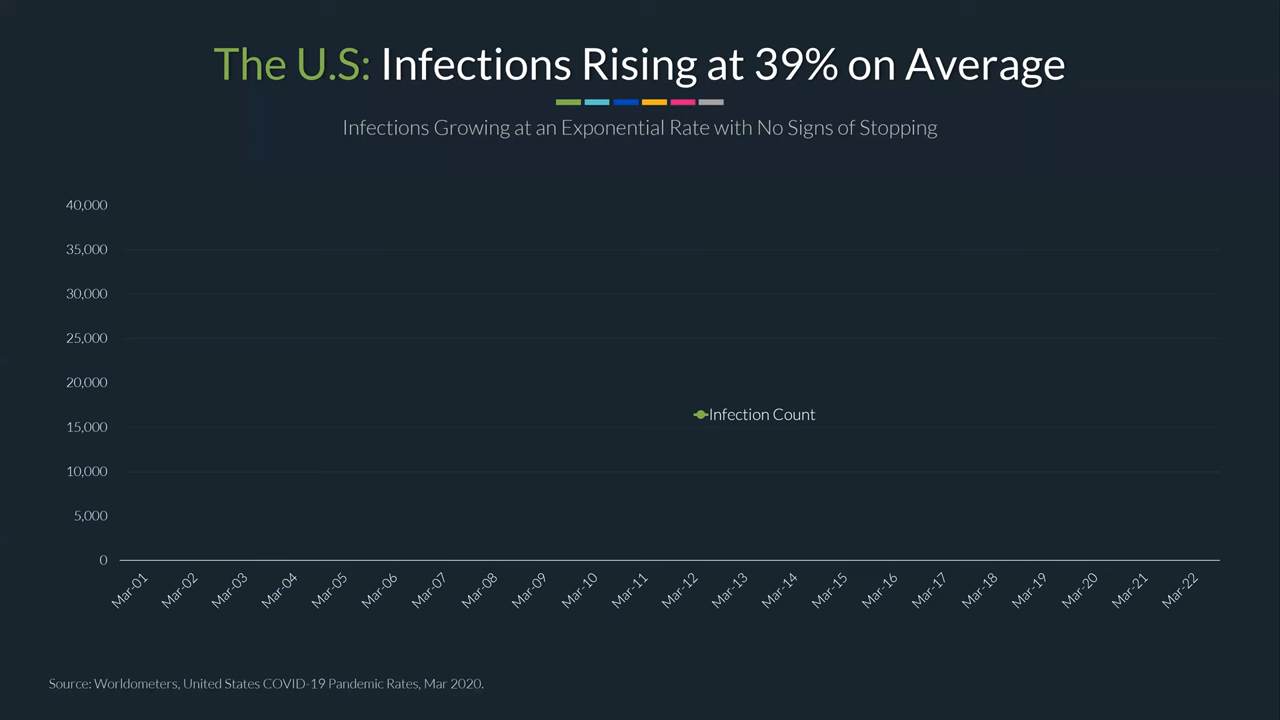 The U.S: Infections Rising at 39% on Average
Infections Growing at an Exponential Rate with No Signs of Stopping
40,000
35,000
30,000
25,000
20,000
Infection Count
15,000
10,000
5,000
0
Mar-01
Mar-02
Mar-03
Mar-04
Mar-05
Mar-06
Mar-07
Mar-08
Mar-09
Mar-10
Mar-11
Mar-12
Mar-13
Mar-14
Mar-15
Mar-16
Mar-17
Mar-18
Mar-19
Mar-20
Mar-21
Mar-22
Source: Worldometers, United States COVID-19 Pandemic Rates, Mar 2020.